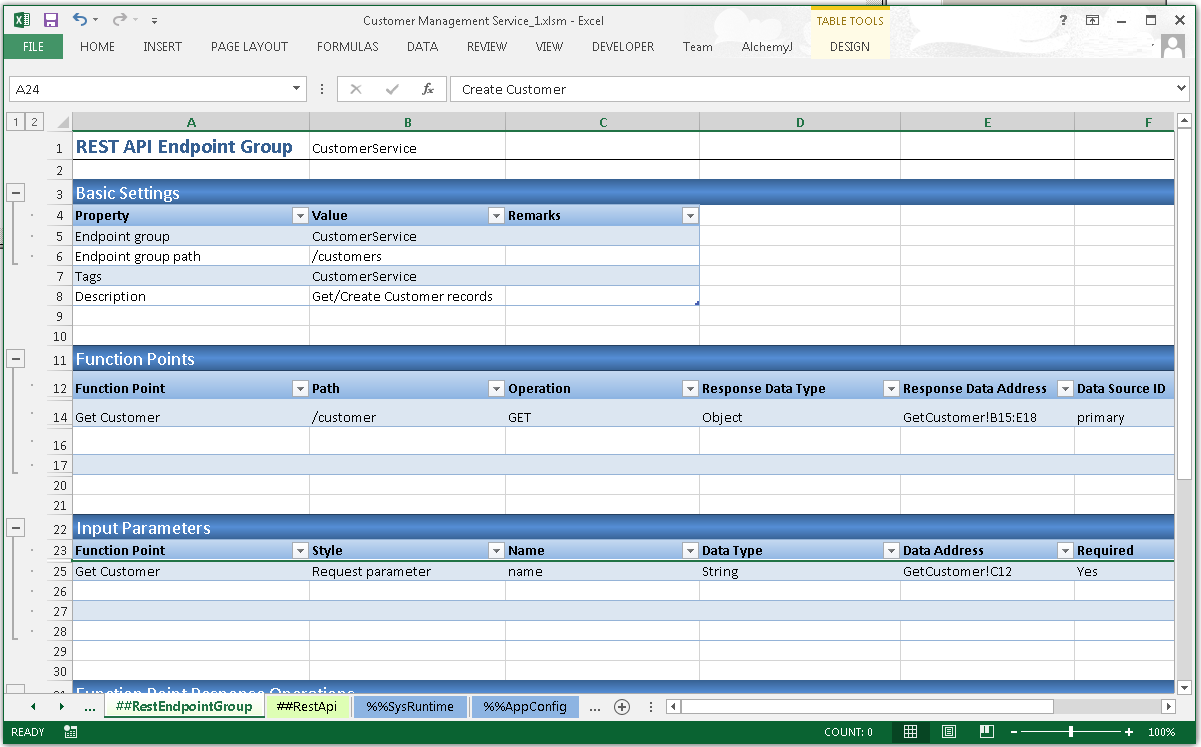 Customer Management Service_1.xlsm - Excel
TABLE TOOLS
?
FILE HOME INSERT PAGE LAYOUT FORMULAS DATA REVIEW VIEW DEVELOPER Team AlchemyJ DESIGN
A24 fx Create Customer
1 2 A B C D E F
1 REST API Endpoint Group CustomerService
2
3 Basic Settings
4 Property Value Remarks
5 Endpoint group CustomerService
6 Endpoint group path /customers
7 Tags CustomerService
8 Description Get/Create Customer records
9
10
11 Function Points
12 Function Point Path Operation Response Data Type Response Data Address Data Source ID
14 Get Customer /customer GET Object GetCustomer!B15:E18 primary
16
17
20
21
22 Input Parameters
23 Function Point Style Name Data Type Data Address Required
25 Get Customer Request parameter name String GetCustomer!C12 Yes
26
27
28
29
30
31 Function Point Response Operations
... ##RestEndpointGroup ##RestApi %%SysRuntime %%AppConfig ...
READY COUNT: 0 100%